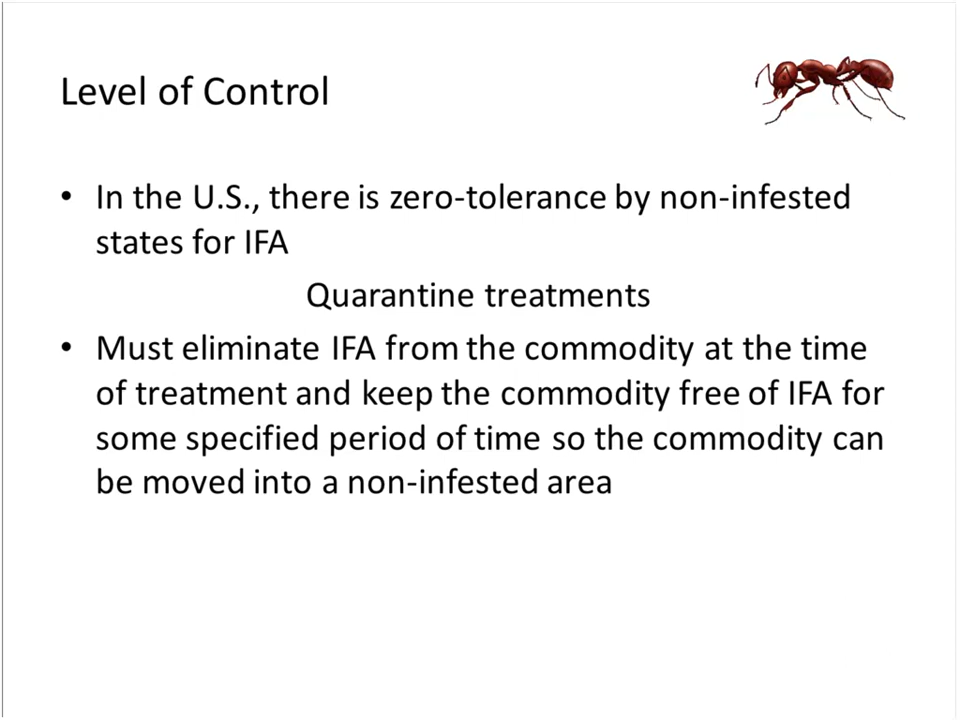 Level of Control
• In the U.S., there is zero-tolerance by non-infested
states for IFA
Quarantine treatments
• Must eliminate IFA from the commodity at the time
of treatment and keep the commodity free of IFA for
some specified period of time so the commodity can
be moved into a non-infested area